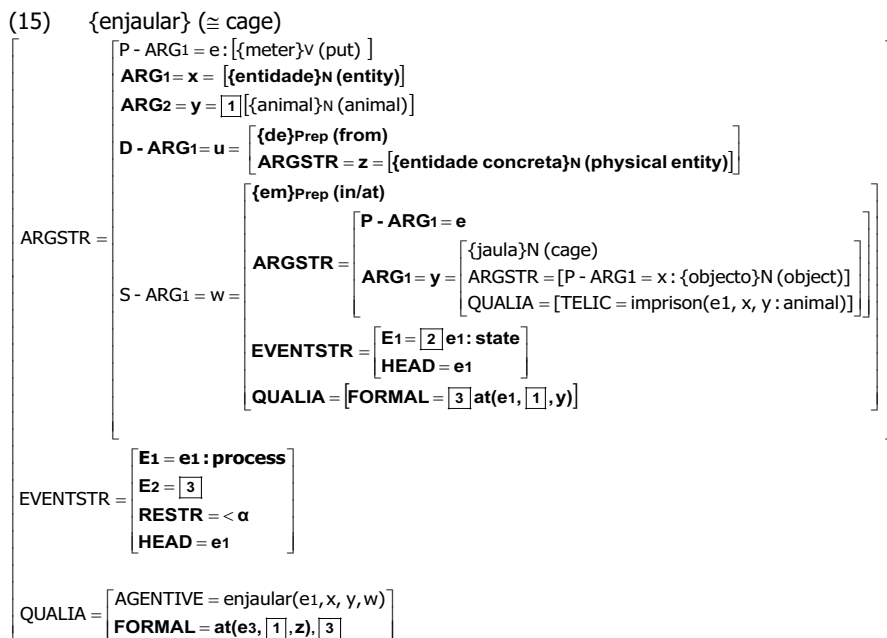 (15) {enjaular} (≅ cage)
P - ARG1 = e : [{meter}V (put) ]
ARG1 = x = [{entidade}N (entity)]
ARG2 = y = 1 [{animal}N (animal)]
D - ARG1 = u = [{de}Prep (from)
ARGSTR = z = [{entidade concreta}N (physical entity)]]
ARGSTR =
S - ARG1 = w =
{em}Prep (in/at)
ARGSTR =
P - ARG1 = e
ARG1 = y =
{jaula}N (cage)
ARGSTR = [P - ARG1 = x : {objecto}N (object)]
QUALIA = [TELIC = imprison(e1, x, y : animal)]
EVENTSTR =
E1 = 2 e1 : state
HEAD = e1
QUALIA = [FORMAL = 3 at(e1, 1 , y)]
EVENTSTR =
E1 = e1 : process
E2 = 3
RESTR = < α
HEAD = e1
QUALIA =
AGENTIVE = enjaular(e1, x, y, w)
FORMAL = at(e3, 1 , z), 3